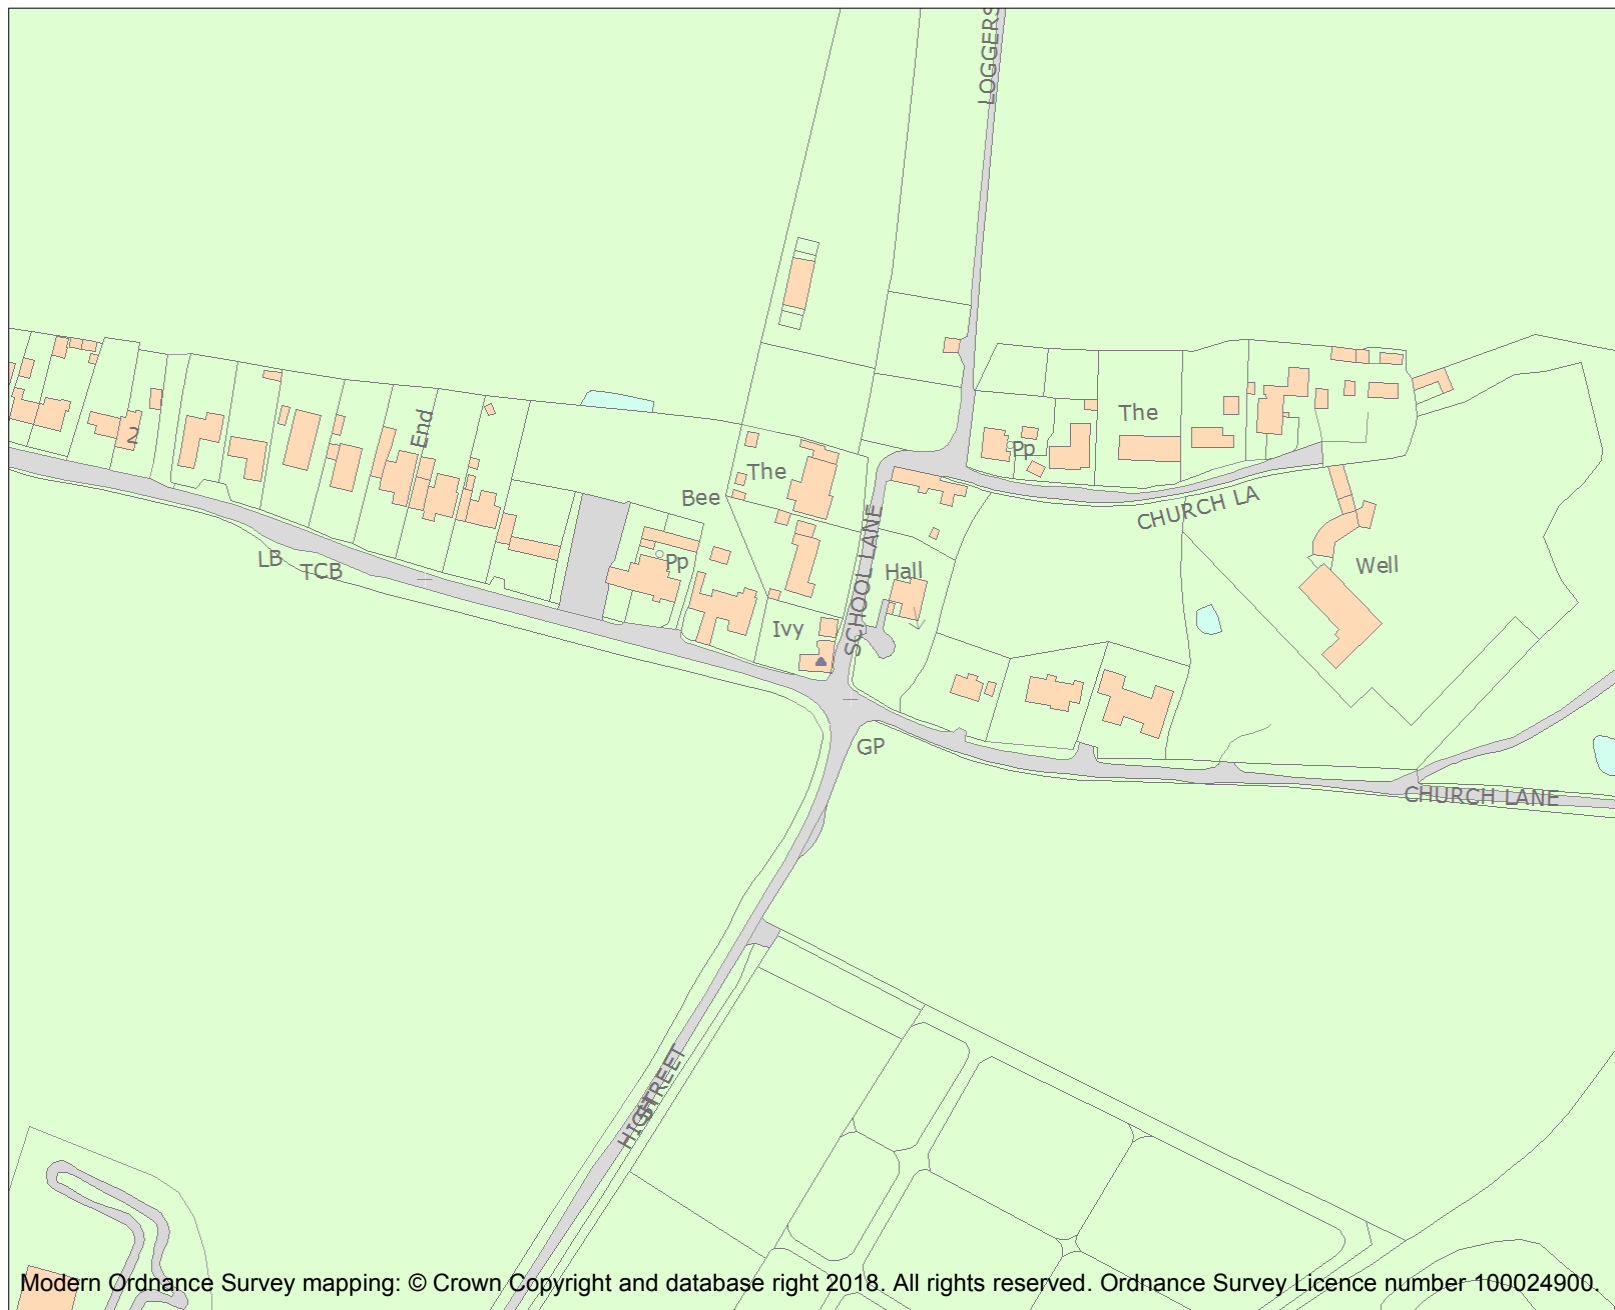 LOGGERS
2
End
The
The
Bee
Pp
Pp
CHURCH LA
SCHOOL LANE
Hall
Well
LB
TCB
Ivy
GP
CHURCH LANE
HIGH STREET
Modern Ordnance Survey mapping: © Crown Copyright and database right 2018. All rights reserved. Ordnance Survey Licence number 100024900.